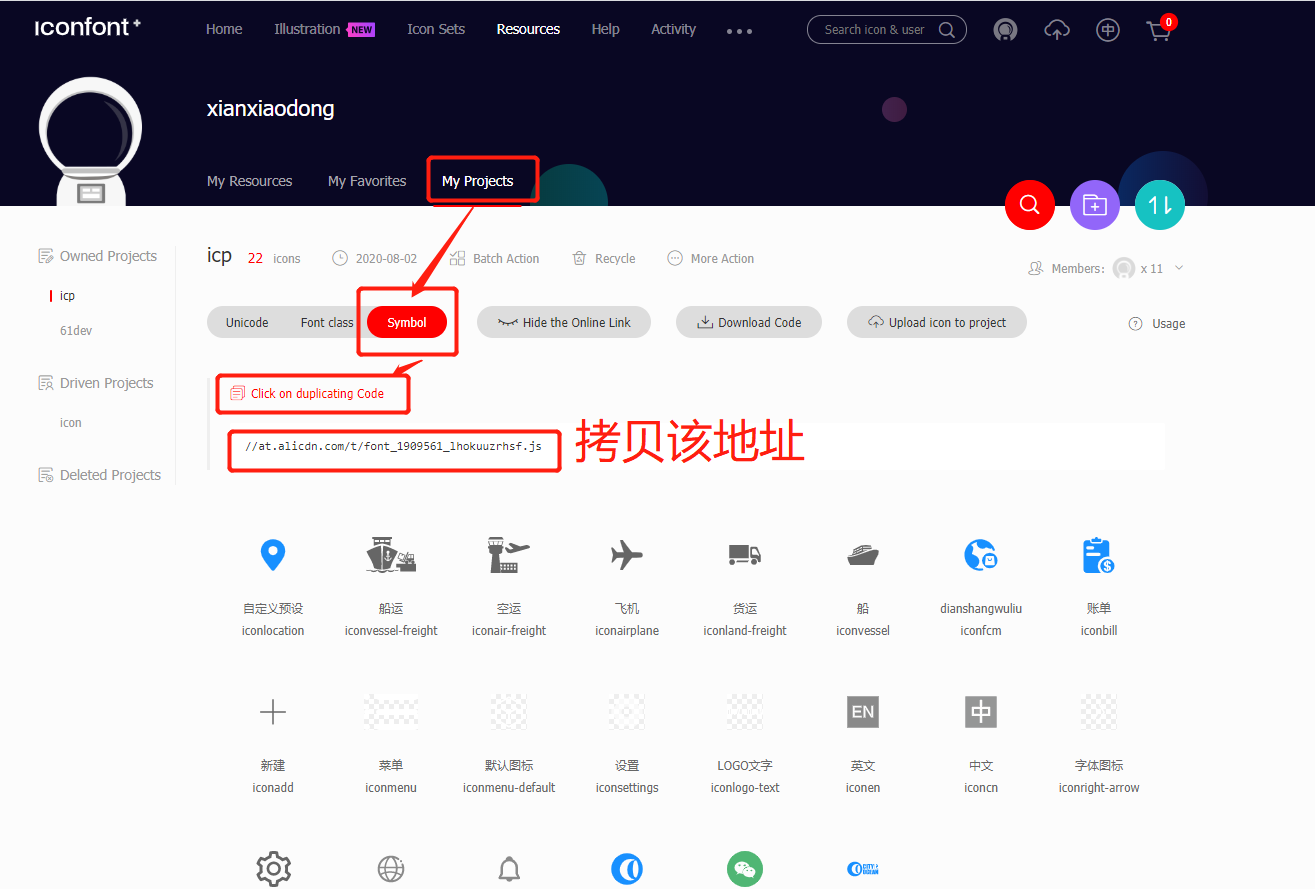 Iconfont+
Home Illustration NEW Icon Sets Resources Help Activity Search icon & user 中 0
xianxiaodong
My Resources My Favorites My Projects
Owned Projects
icp
61dev
Driven Projects
icon
Deleted Projects
icp 22 icons 2020-08-02 Batch Action Recycle More Action Members: x 11
Unicode Font class Symbol Hide the Online Link Download Code Upload icon to project Usage
Click on duplicating Code
//at.alicdn.com/t/font_1909561_lhokuuzrhsf.js
拷贝该地址
自定义预设 船运 空运 飞机 货运 船 dianshangwuliu 账单
iconlocation iconvessel-freight iconair-freight iconairplane iconland-freight iconvessel iconfcm iconbill
EN 中
新建 菜单 默认图标 设置 LOGO文字 英文 中文 字体图标
iconadd iconmenu iconmenu-default iconsettings iconlogo-text iconen iconcn iconright-arrow